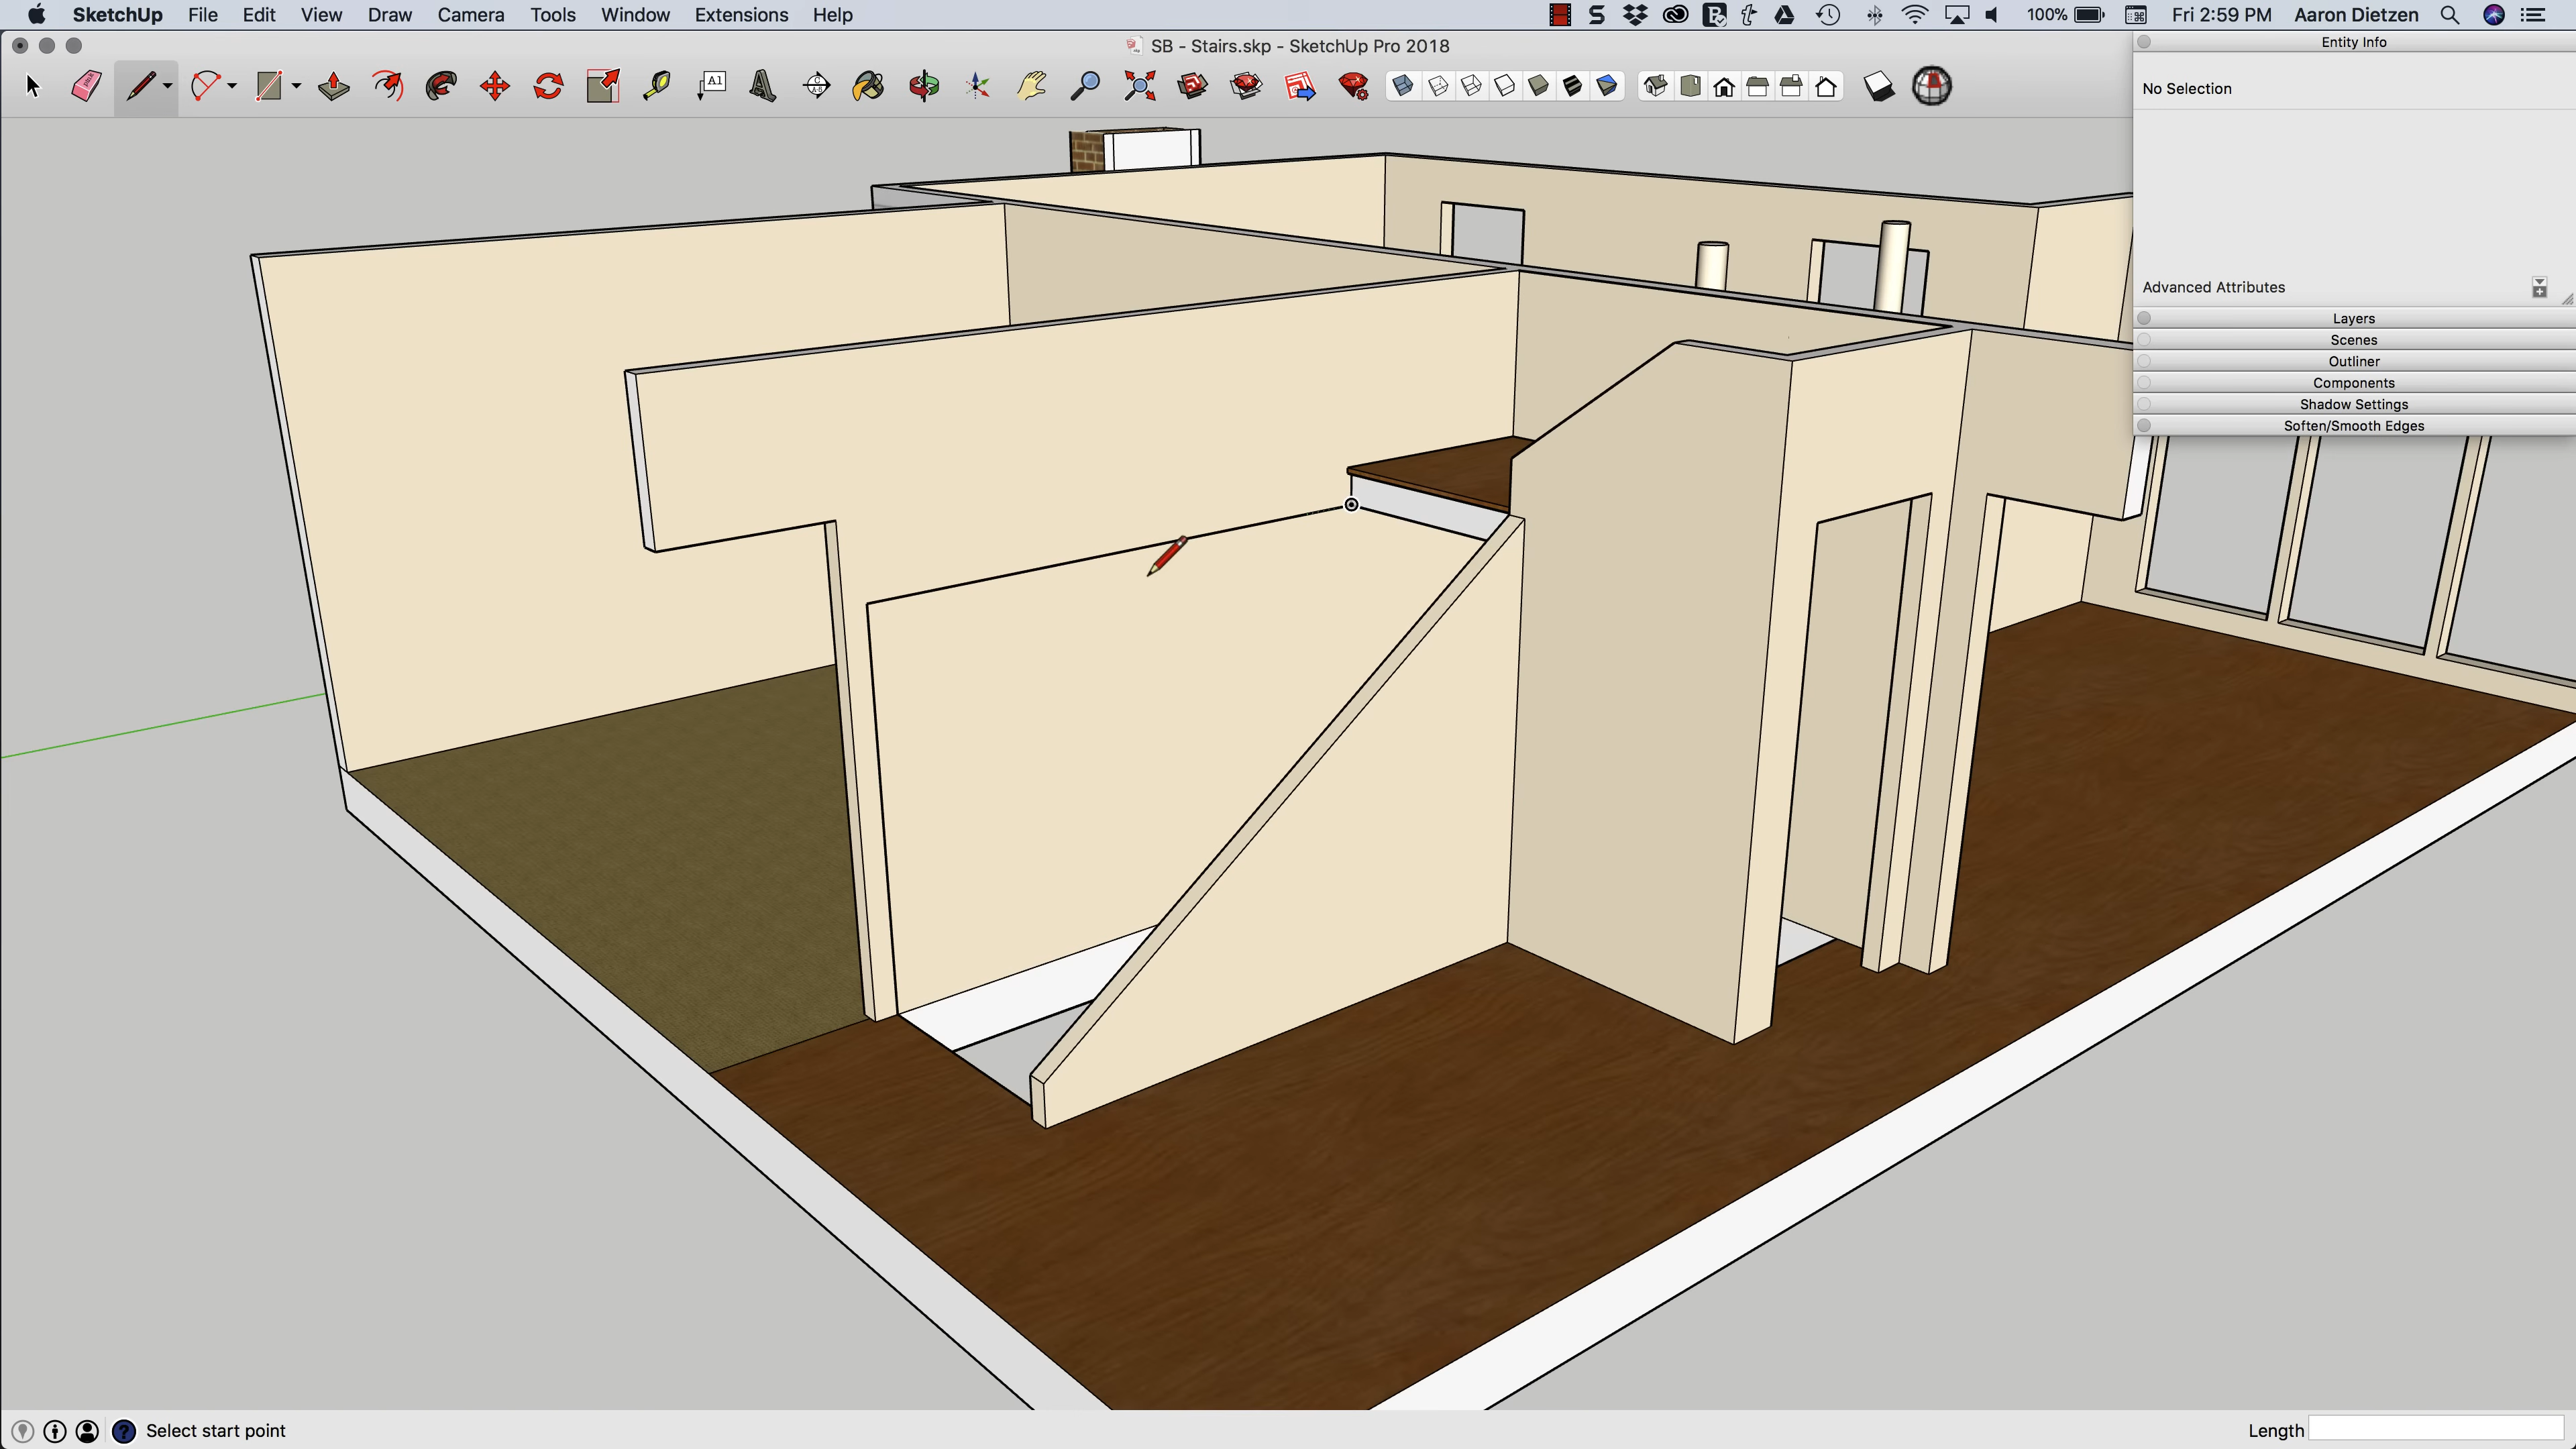 SketchUp File Edit View Draw Camera Tools Window Extensions Help 100% Fri 2:59 PM Aaron Dietzen
SB - Stairs.skp - SketchUp Pro 2018
Entity Info
A1
No Selection
Advanced Attributes
Layers
Scenes
Outliner
Components
Shadow Settings
Soften/Smooth Edges
Select start point
Length